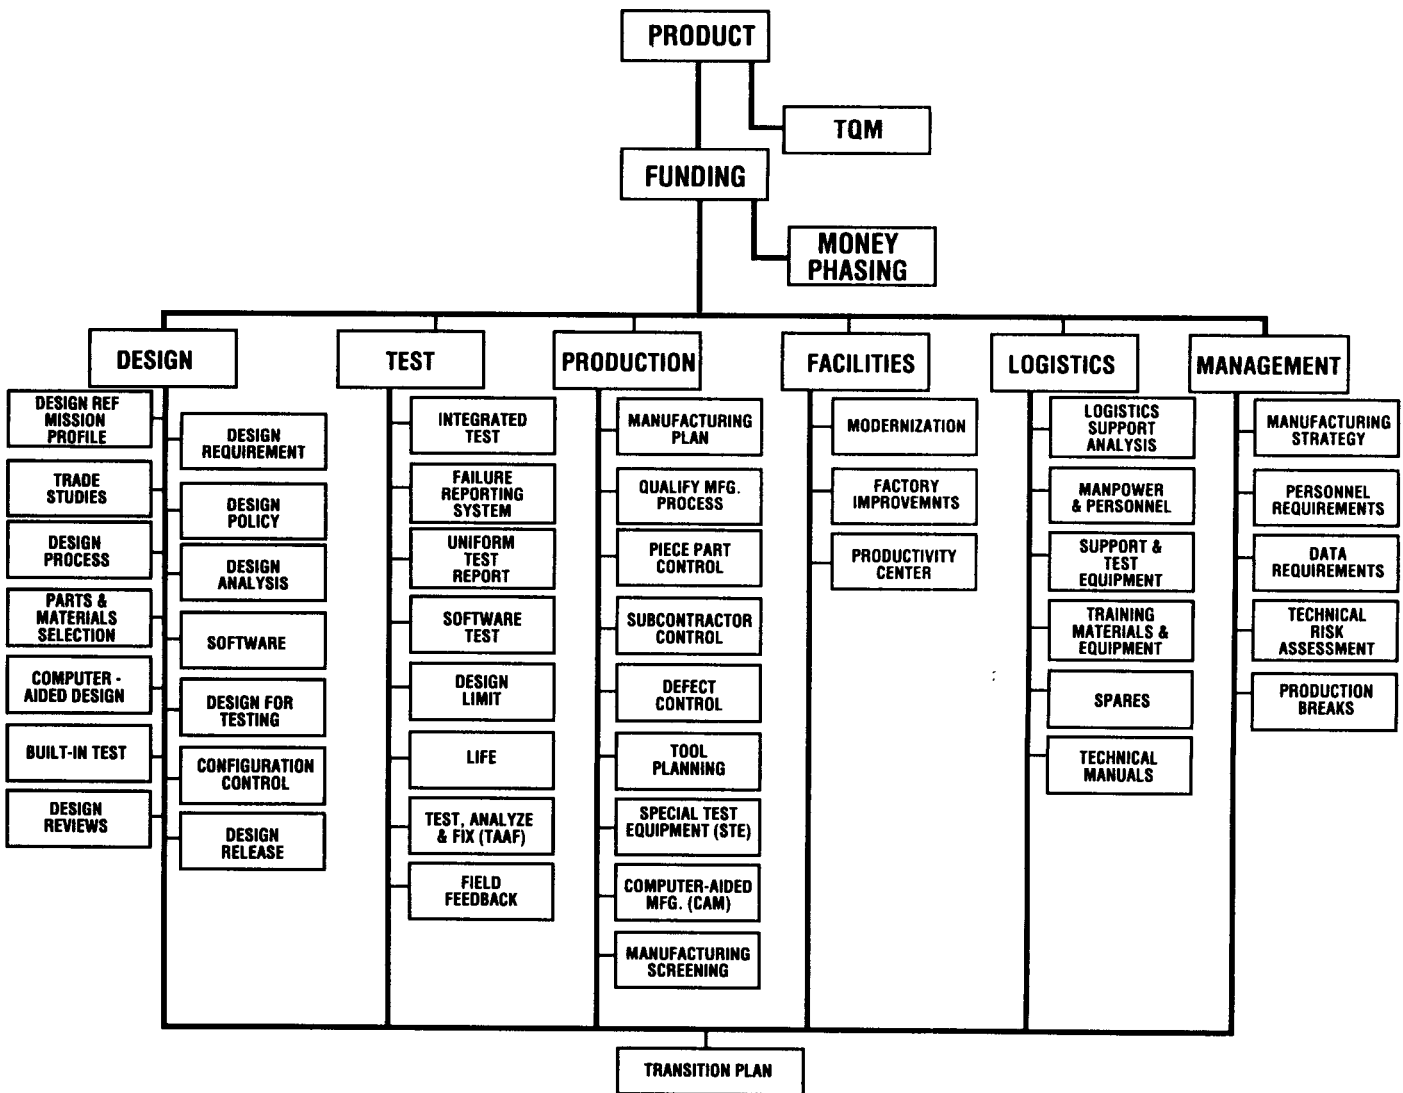 PRODUCT
TQM
FUNDING
MONEY
PHASING
DESIGN
TEST
PRODUCTION
FACILITIES
LOGISTICS
MANAGEMENT
DESIGN REF
MISSION
PROFILE
TRADE
STUDIES
DESIGN
PROCESS
PARTS &
MATERIALS
SELECTION
COMPUTER -
AIDED DESIGN
BUILT-IN TEST
DESIGN
REVIEWS
DESIGN
REQUIREMENT
DESIGN
POLICY
DESIGN
ANALYSIS
SOFTWARE
DESIGN FOR
TESTING
CONFIGURATION
CONTROL
DESIGN
RELEASE
INTEGRATED
TEST
FAILURE
REPORTING
SYSTEM
UNIFORM
TEST
REPORT
SOFTWARE
TEST
DESIGN
LIMIT
LIFE
TEST, ANALYZE
& FIX (TAAF)
FIELD
FEEDBACK
MANUFACTURING
PLAN
QUALIFY MFG.
PROCESS
PIECE PART
CONTROL
SUBCONTRACTOR
CONTROL
DEFECT
CONTROL
TOOL
PLANNING
SPECIAL TEST
EQUIPMENT (STE)
COMPUTER-AIDED
MFG. (CAM)
MANUFACTURING
SCREENING
MODERNIZATION
FACTORY
IMPROVEMNTS
PRODUCTIVITY
CENTER
LOGISTICS
SUPPORT
ANALYSIS
MANPOWER
& PERSONNEL
SUPPORT &
TEST
EQUIPMENT
TRAINING
MATERIALS &
EQUIPMENT
SPARES
TECHNICAL
MANUALS
MANUFACTURING
STRATEGY
PERSONNEL
REQUIREMENTS
DATA
REQUIREMENTS
TECHNICAL
RISK
ASSESSMENT
PRODUCTION
BREAKS
TRANSITION PLAN